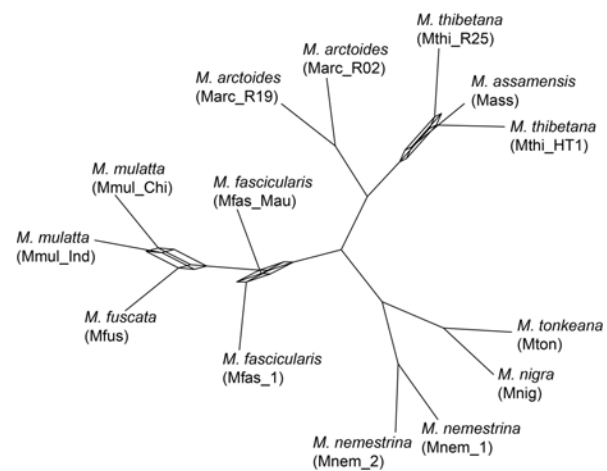 M. thibetana
(Mthi_R25)
M. arctoides
(Marc_R02)
M. arctoides
(Marc_R19)
M. assamensis
(Mass)
M. thibetana
(Mthi_HT1)
M. mulatta
(Mmul_Chi)
M. fascicularis
(Mfas_Mau)
M. mulatta
(Mmul_Ind)
M. fuscata
(Mfus)
M. fascicularis
(Mfas_1)
M. tonkeana
(Mton)
M. nigra
(Mnig)
M. nemestrina
(Mnem_1)
M. nemestrina
(Mnem_2)